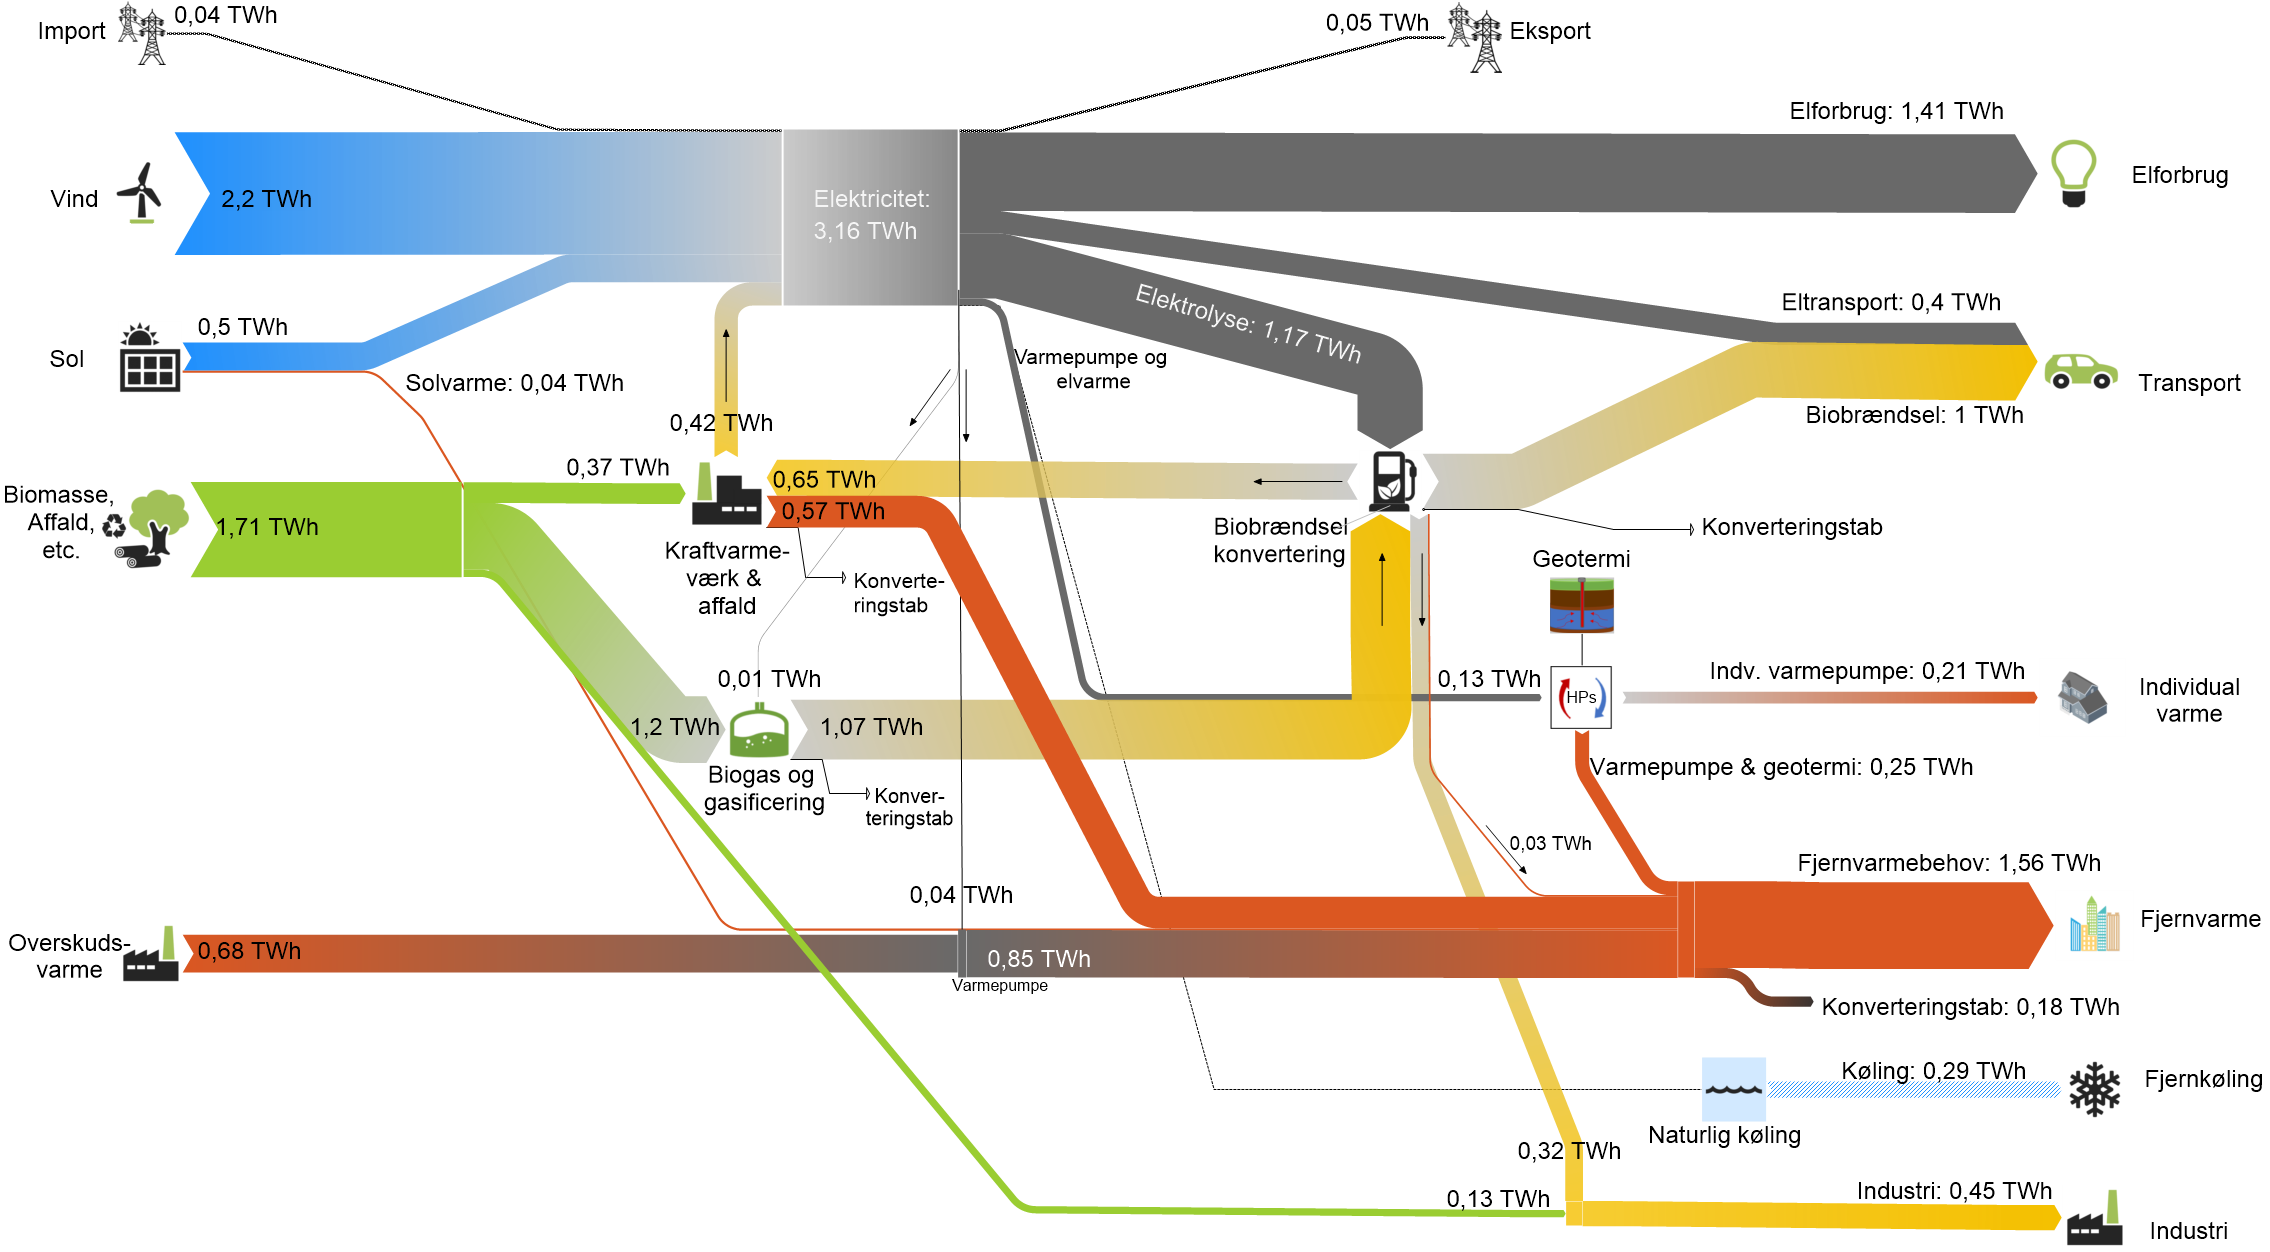 Import
0,04 TWh
0,05 TWh
Eksport
Elforbrug: 1,41 TWh
Vind
2,2 TWh
Elektricitet:
3,16 TWh
Elforbrug
Sol
0,5 TWh
Solvarme: 0,04 TWh
Elektrolyse: 1,17 TWh
Eltransport: 0,4 TWh
Varmepumpe og
elvarme
Transport
Biobrændsel: 1 TWh
0,42 TWh
0,37 TWh
0,65 TWh
0,57 TWh
Biomasse,
Affald,
etc.
1,71 TWh
Kraftvarme-
værk &
affald
Konverte-
ringstab
Biobrændsel
konvertering
Konverteringstab
Geotermi
0,01 TWh
1,2 TWh
1,07 TWh
Biogas og
gasificering
Konver-
teringstab
0,13 TWh
HPs
Indv. varmepumpe: 0,21 TWh
Individual
varme
Varmepumpe & geotermi: 0,25 TWh
0,03 TWh
Fjernvarmebehov: 1,56 TWh
0,04 TWh
Overskuds-
varme
0,68 TWh
0,85 TWh
Varmepumpe
Fjernvarme
Konverteringstab: 0,18 TWh
Køling: 0,29 TWh
Fjernkøling
Naturlig køling
0,32 TWh
0,13 TWh
Industri: 0,45 TWh
Industri